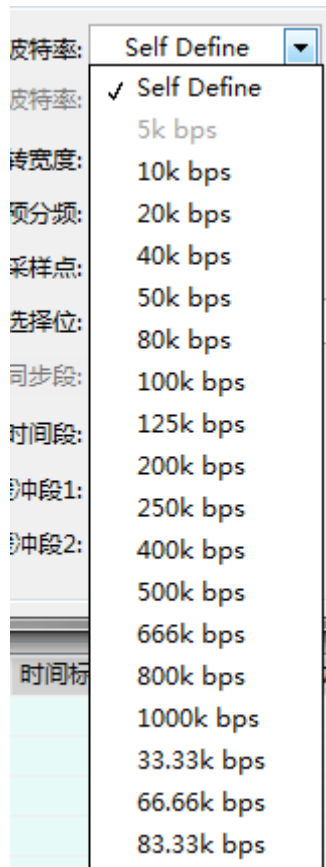 波特率: Self Define
✓ Self Define
波特率:
5k bps
转宽度:
10k bps
预分频:
20k bps
采样点:
40k bps
50k bps
选择位:
80k bps
同步段:
100k bps
时间段:
125k bps
200k bps
冲段1:
250k bps
冲段2:
400k bps
500k bps
666k bps
时间标
800k bps
1000k bps
33.33k bps
66.66k bps
83.33k bps